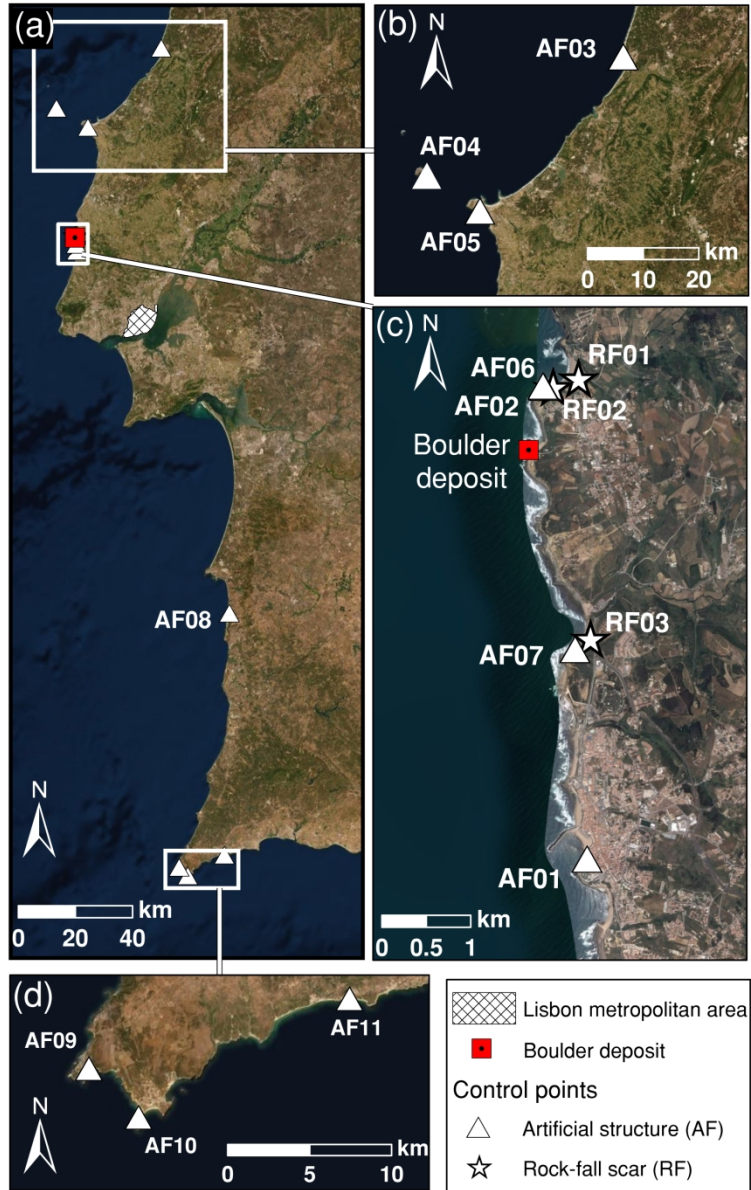 (a)
AF08
N
km
0 20 40
(b)
N
AF03
AF04
AF05
km
0 10 20
(c)
N
AF06
RF01
AF02
RF02
Boulder
deposit
RF03
AF07
AF01
km
0 0.5 1
(d)
AF09
AF11
N
AF10
km
0 5 10
Lisbon metropolitan area
Boulder deposit
Control points
Artificial structure (AF)
Rock-fall scar (RF)